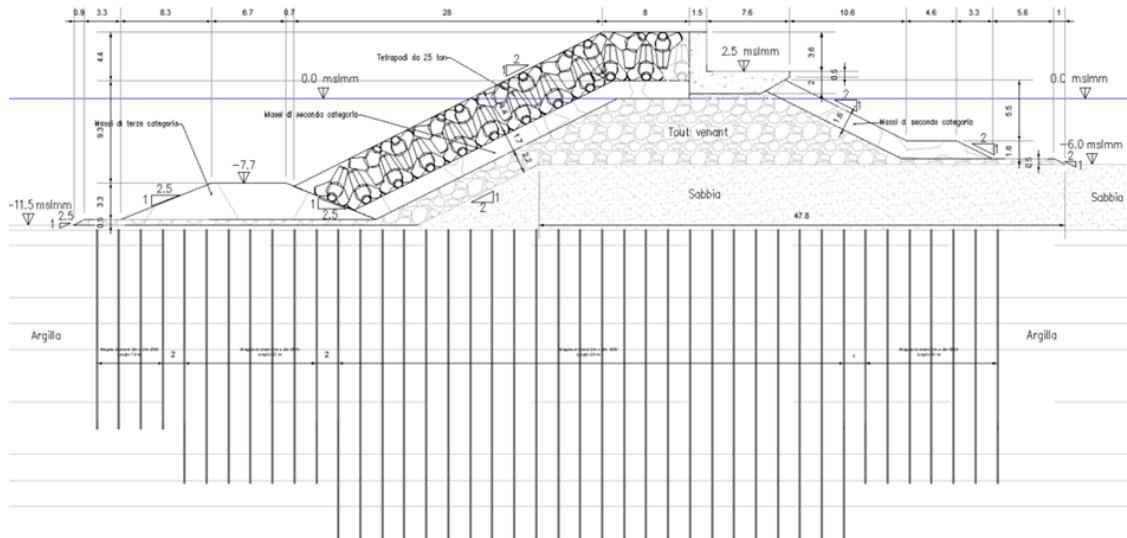 0.9 3.3 8.3 6.7 0.7 28 8 1.5 7.6 10.6 4.6 3.3 5.6 1
4.4
9.3
3.3
0.5
Tetrapodi da 25 ton
2
1
2.5 mslmm
3.6
2
0.5
0.0 mslmm
0.0 mslmm
Massi di terza categoria
Massi di seconda categoria
1.7
2.2
Tout venant
2
1
1.6
Massi di seconda categoria
5.5
1.6
0.5
2
1
-6.0 mslmm
2
1
-7.7
2.5
1
2.5
1
2
1
-11.5 mslmm
2.5
1
Sabbia
Sabbia
47.8
Argilla
Argilla
2
2